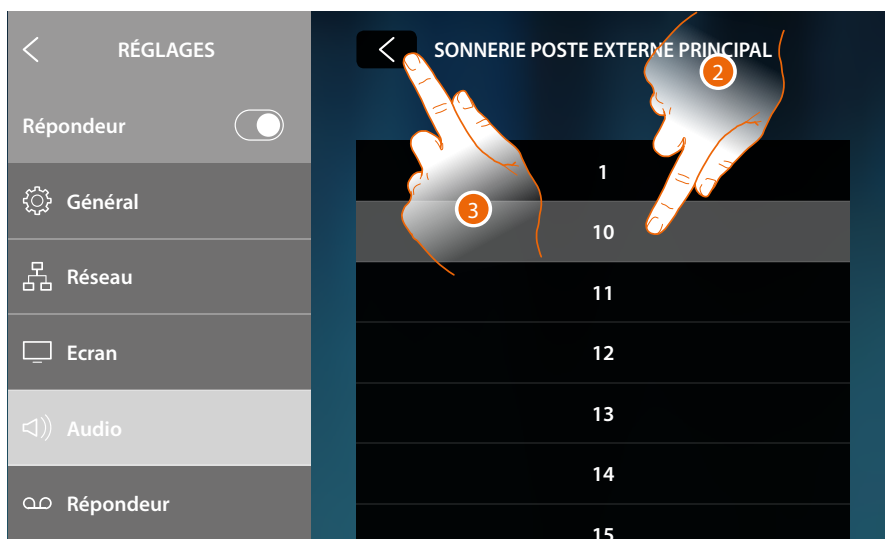 RÉGLAGES
Répondeur
Général
Réseau
Ecran
Audio
Répondeur
SONNERIE POSTE EXTERNE PRINCIPAL
2
3
1
10
11
12
13
14
15